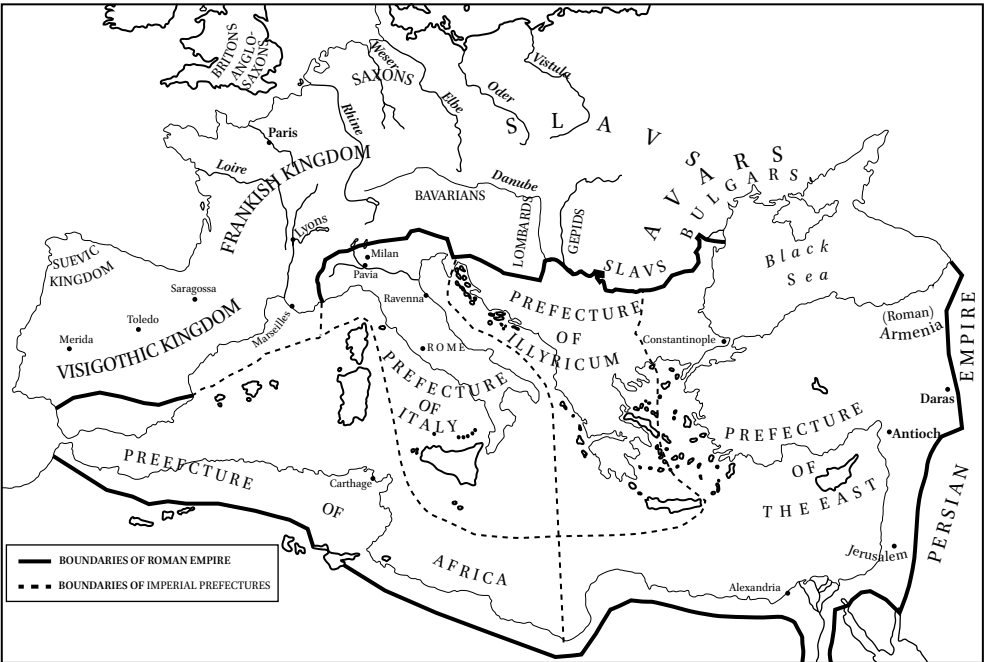 BRITONS
ANGLO-
SAXONS
Weser
SAXONS
Elbe
Oder
Vistula
SLAVS
Rhine
Paris
Loire
FRANKISH KINGDOM
Danube
BAVARIANS
LOMBARDS
GEPIDS
AVARS
BULGARS
SLAVS
Lyons
Milan
Pavia
Black
Sea
SUEVIC
KINGDOM
Saragossa
Toledo
Merida
VISIGOTHIC KINGDOM
Marseilles
Ravenna
ROME
PREFECTURE
OF
ILLYRICUM
Constantinople
(Roman)
Armenia
PERSIAN EMPIRE
PREFECTURE
OF
ITALY
Daras
Antioch
PREFECTURE
OF
THE EAST
PREEFCTURE
OF
AFRICA
Carthage
Jerusalem
Alexandria
BOUNDARIES OF ROMAN EMPIRE
BOUNDARIES OF IMPERIAL PREFECTURES